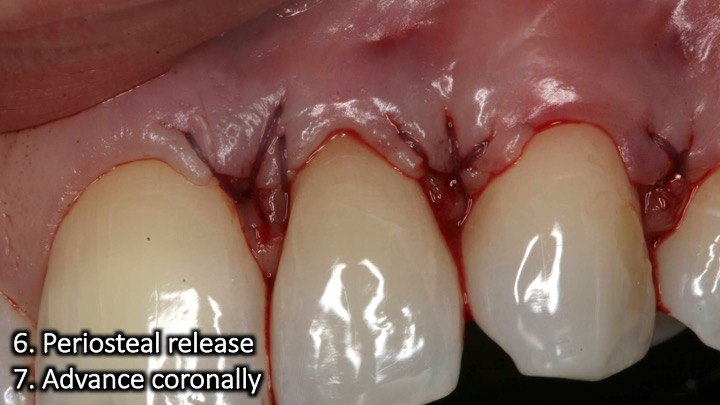 6. Periosteal release
7. Advance coronally